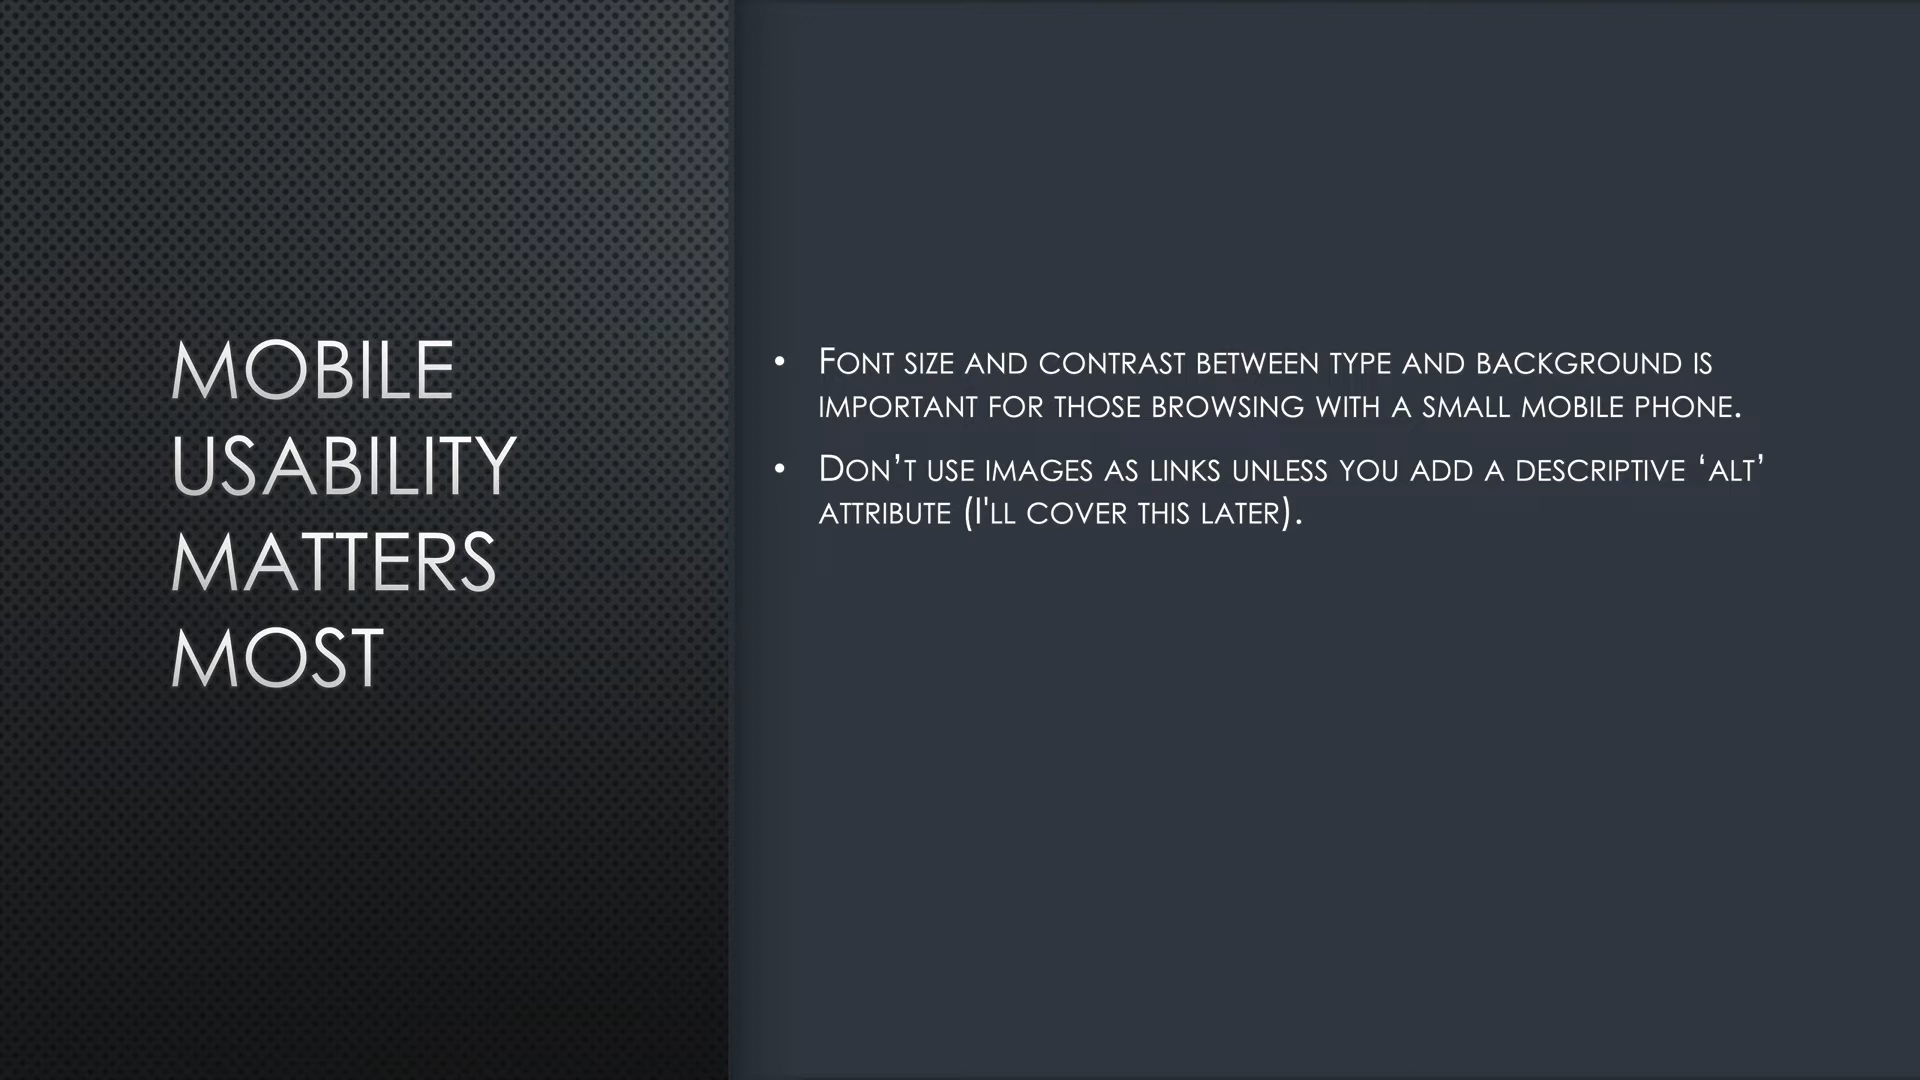 MOBILE
USABILITY
MATTERS
MOST
• FONT SIZE AND CONTRAST BETWEEN TYPE AND BACKGROUND IS
IMPORTANT FOR THOSE BROWSING WITH A SMALL MOBILE PHONE.
• DON’T USE IMAGES AS LINKS UNLESS YOU ADD A DESCRIPTIVE ‘ALT’
ATTRIBUTE (I'LL COVER THIS LATER).